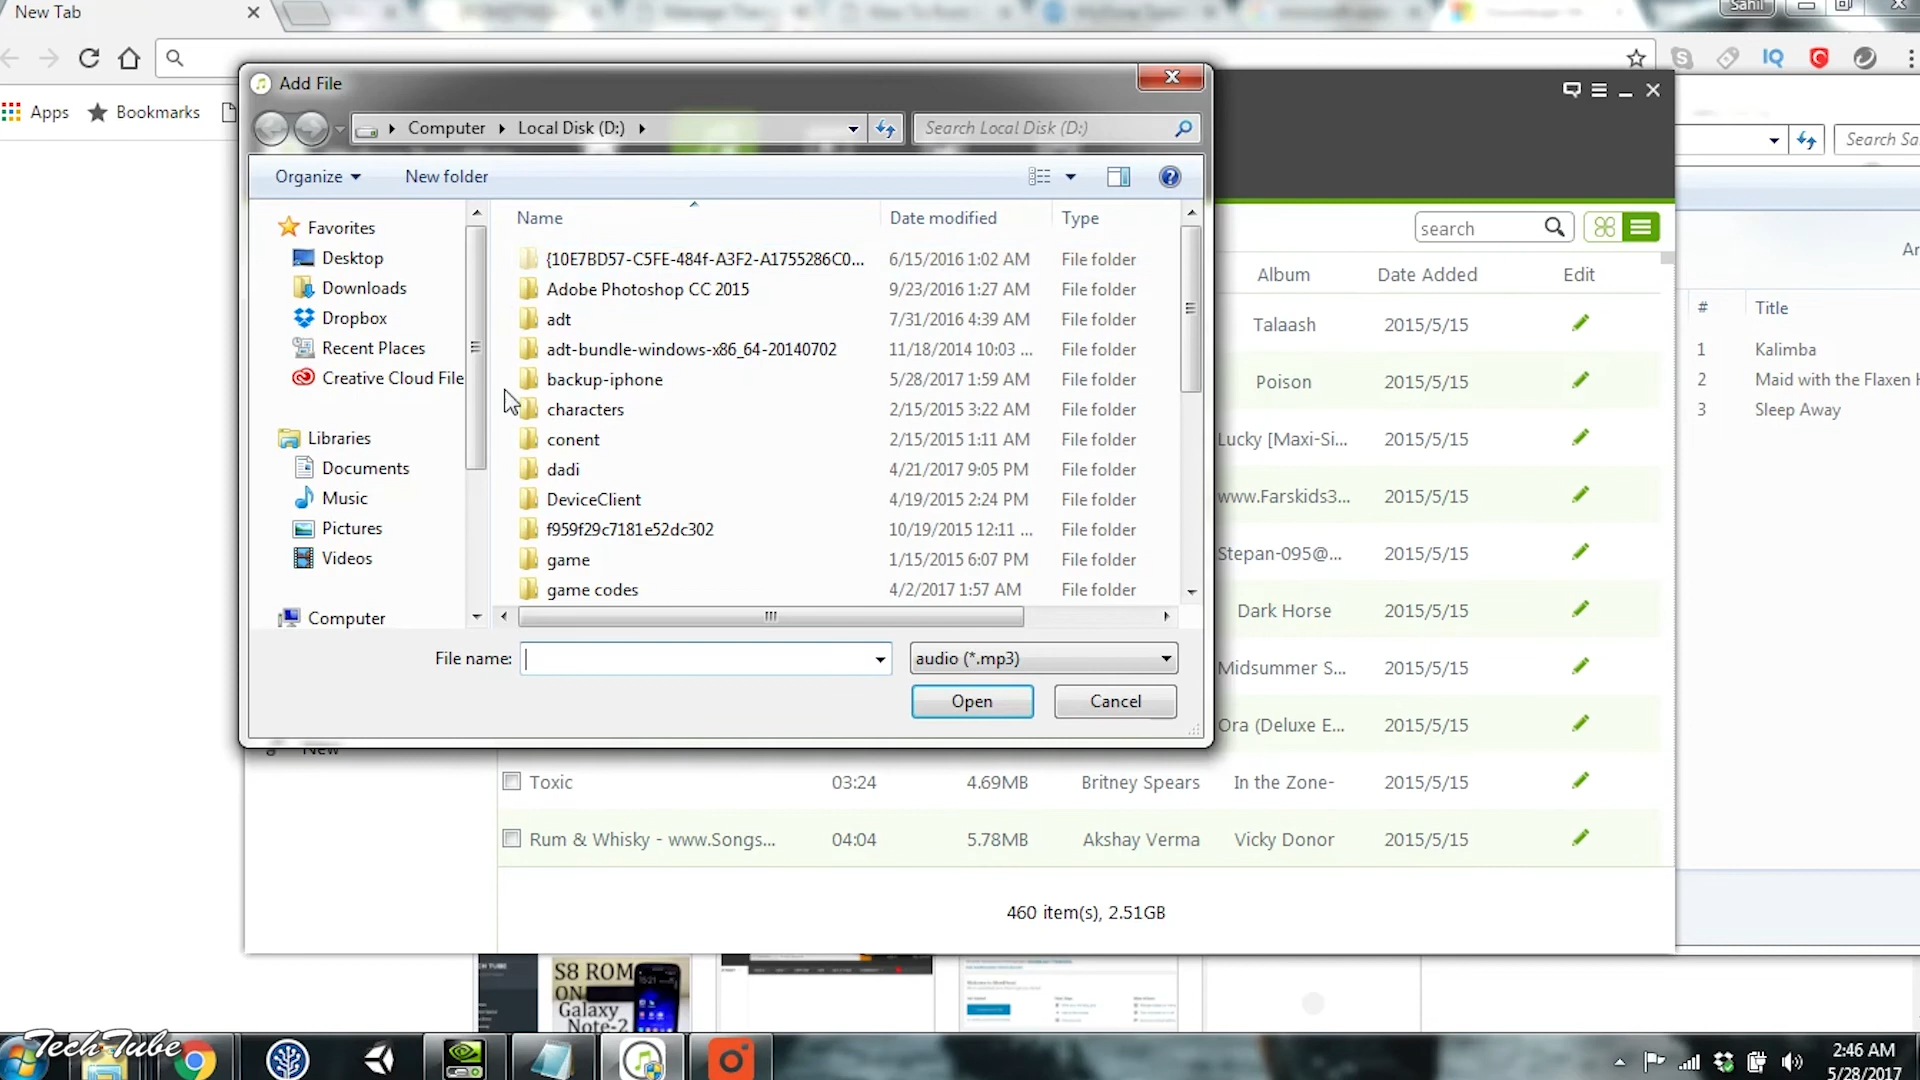 New Tab
Sahil
Apps
Bookmarks
Add File
Computer
Local Disk (D:)
Search Local Disk (D:)
Organize
New folder
Favorites
Desktop
Downloads
Dropbox
Recent Places
Creative Cloud File
Libraries
Documents
Music
Pictures
Videos
Computer
Name Date modified Type
{10E7BD57-C5FE-484f-A3F2-A1755286C0... 6/15/2016 1:02 AM File folder
Adobe Photoshop CC 2015 9/23/2016 1:27 AM File folder
adt 7/31/2016 4:39 AM File folder
adt-bundle-windows-x86_64-20140702 11/18/2014 10:03 ... File folder
backup-iphone 5/28/2017 1:59 AM File folder
characters 2/15/2015 3:22 AM File folder
conent 2/15/2015 1:11 AM File folder
dadi 4/21/2017 9:05 PM File folder
DeviceClient 4/19/2015 2:24 PM File folder
f959f29c7181e52dc302 10/19/2015 12:11 ... File folder
game 1/15/2015 6:07 PM File folder
game codes 4/2/2017 1:57 AM File folder
File name:
audio (*.mp3)
Open
Cancel
search
Album Date Added Edit
Talaash 2015/5/15
Poison 2015/5/15
Lucky [Maxi-Si... 2015/5/15
www.Farskids3... 2015/5/15
Stepan-095@... 2015/5/15
Dark Horse 2015/5/15
Midsummer S... 2015/5/15
Ora (Deluxe E... 2015/5/15
Toxic 03:24 4.69MB Britney Spears In the Zone- 2015/5/15
Rum & Whisky - www.Songs... 04:04 5.78MB Akshay Verma Vicky Donor 2015/5/15
460 item(s), 2.51GB
Search Sa
# Title
1 Kalimba
2 Maid with the Flaxen H
3 Sleep Away
S8 ROM
ON
Galaxy
Note-2
TechTube
2:46 AM
5/28/2017